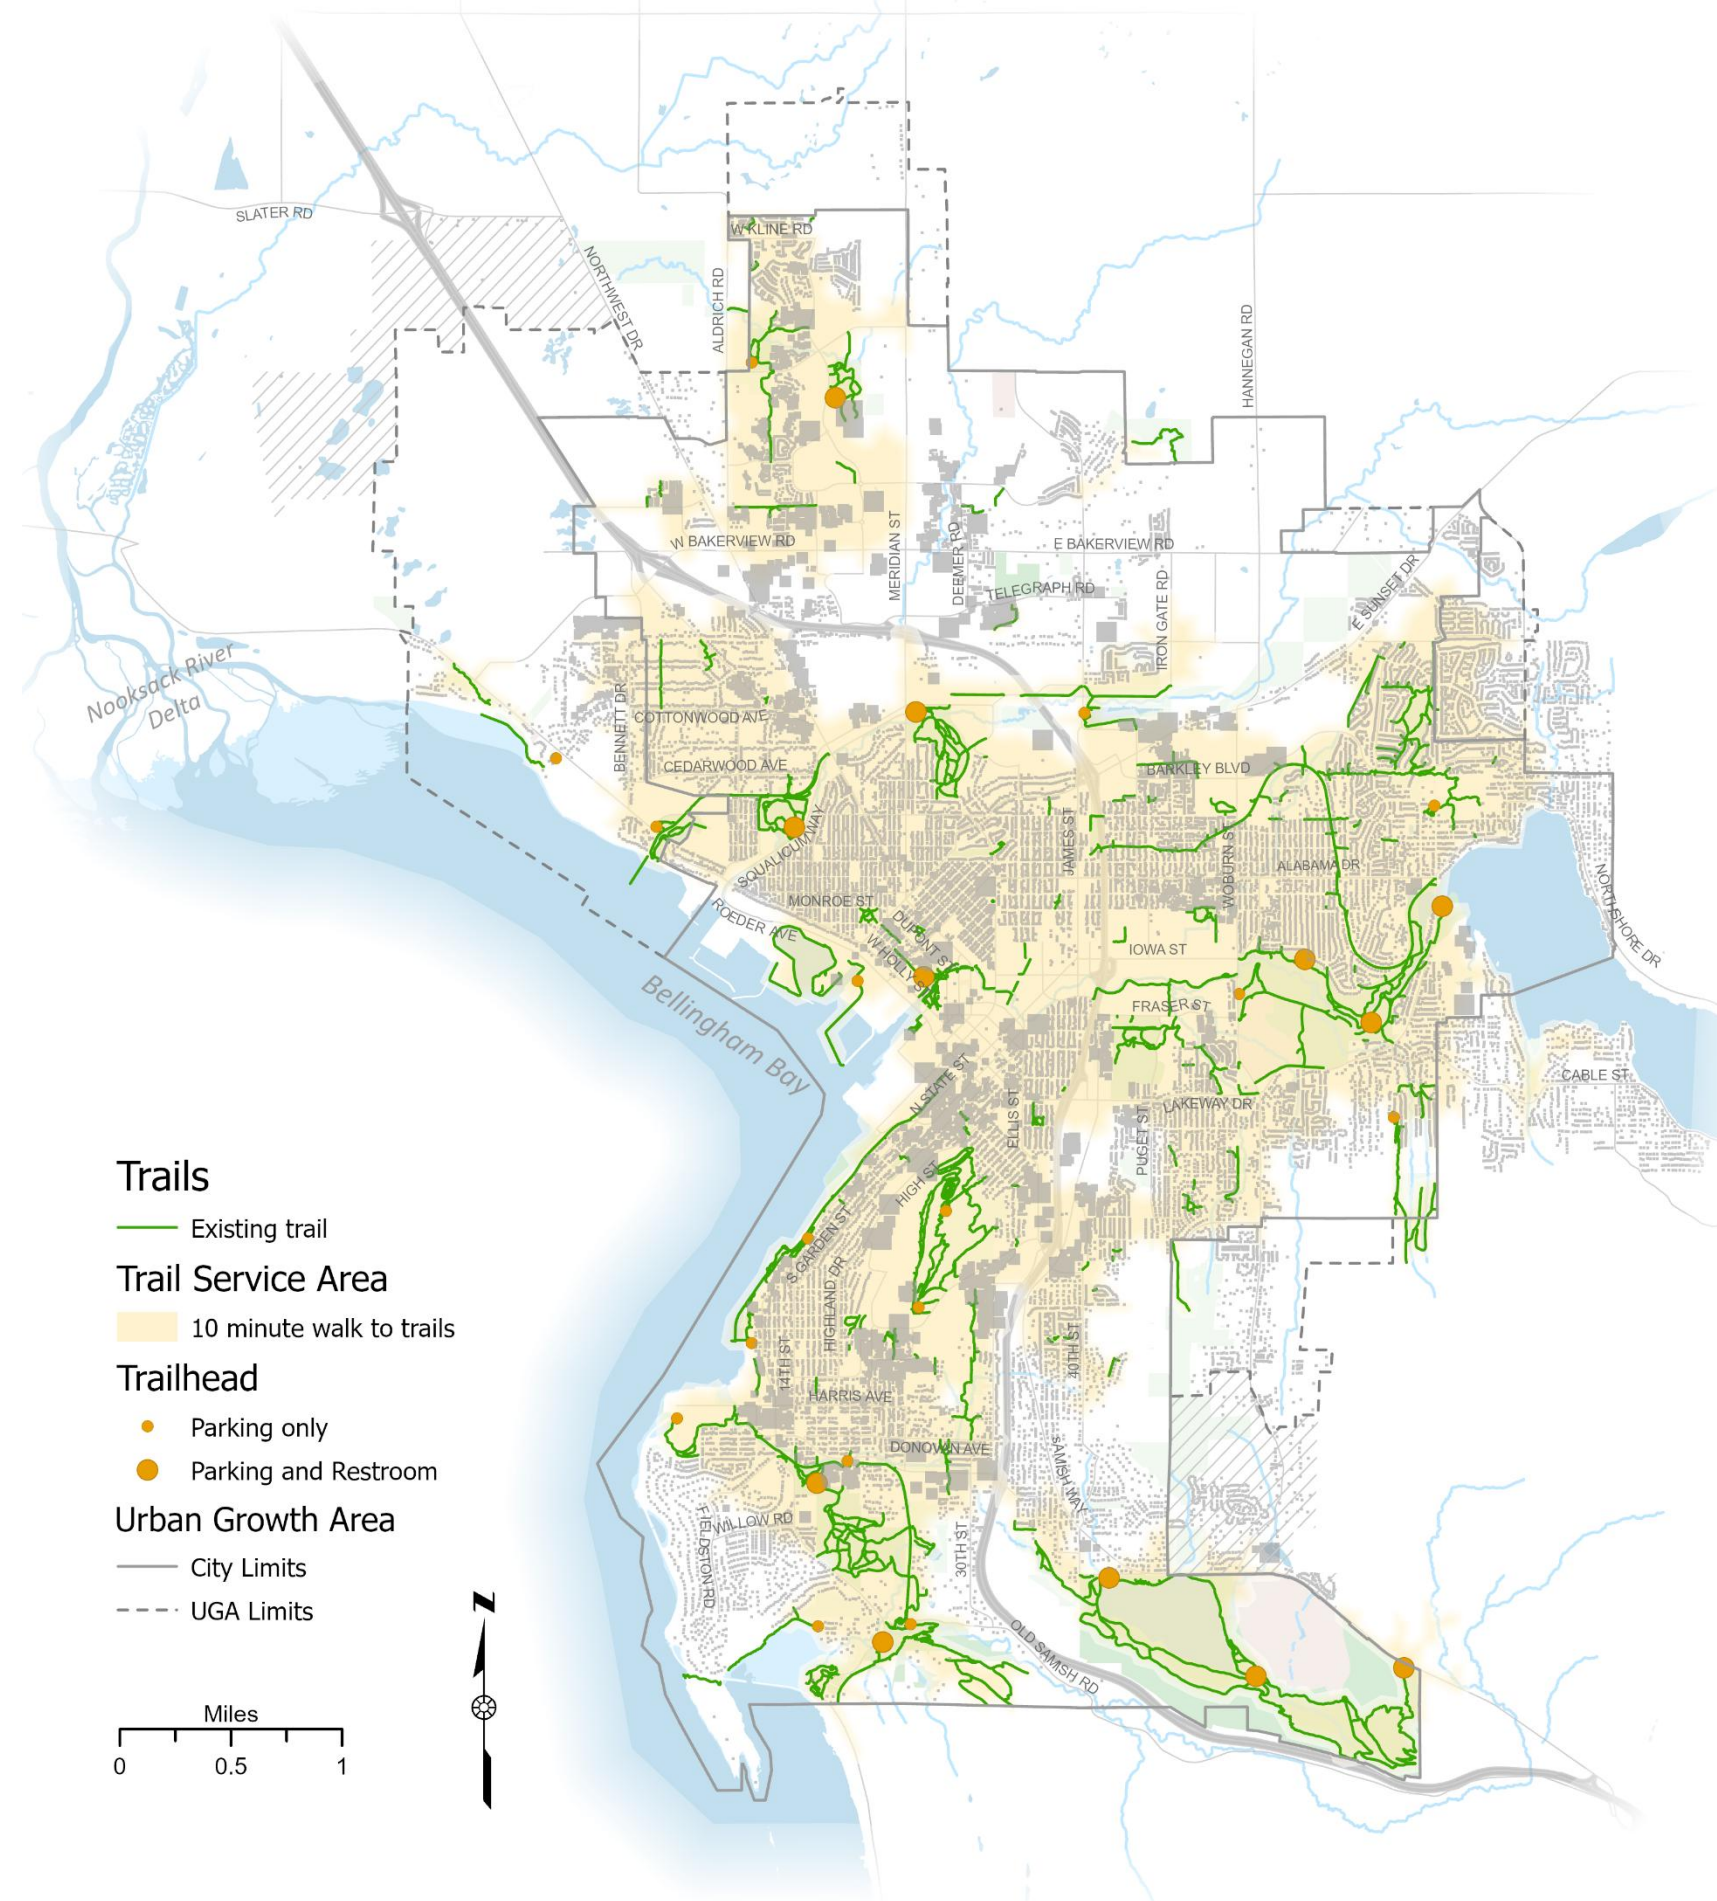 SLATER RD
W KLINE RD
NORTHWEST DR
ALDRICH RD
HANNEGAN RD
W BAKERVIEW RD
MERIDIAN ST
DEEMER RD
E BAKERVIEW RD
TELEGRAPH RD
IRON GATE RD
E SUNSET DR
Nooksack River
Delta
BENNETT DR
COTTONWOOD AVE
CEDARWOOD AVE
BARKLEY BLVD
SQUALICUM WAY
JAMES ST
WOBURN ST
ALABAMA DR
MONROE ST
ROEDER AVE
DUPONT ST
W HOLLY ST
IOWA ST
NORTHSHORE DR
FRASER ST
Bellingham Bay
N STATE ST
ELLIS ST
LAKEWAY DR
PUGET ST
CABLE ST
HIGH ST
S GARDEN ST
HIGHLAND DR
14TH ST
40TH ST
HARRIS AVE
DONOVAN AVE
SAMISH WAY
FIELDSTON RD
WILLOW RD
30TH ST
OLD SAMISH RD
Trails
Existing trail
Trail Service Area
10 minute walk to trails
Trailhead
Parking only
Parking and Restroom
Urban Growth Area
City Limits
UGA Limits
N
Miles
0 0.5 1